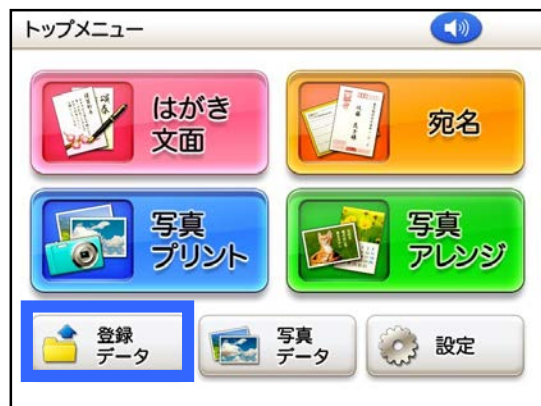 トップメニュー
はがき
文面
宛名
写真
プリント
写真
アレンジ
登録
データ
写真
データ
設定